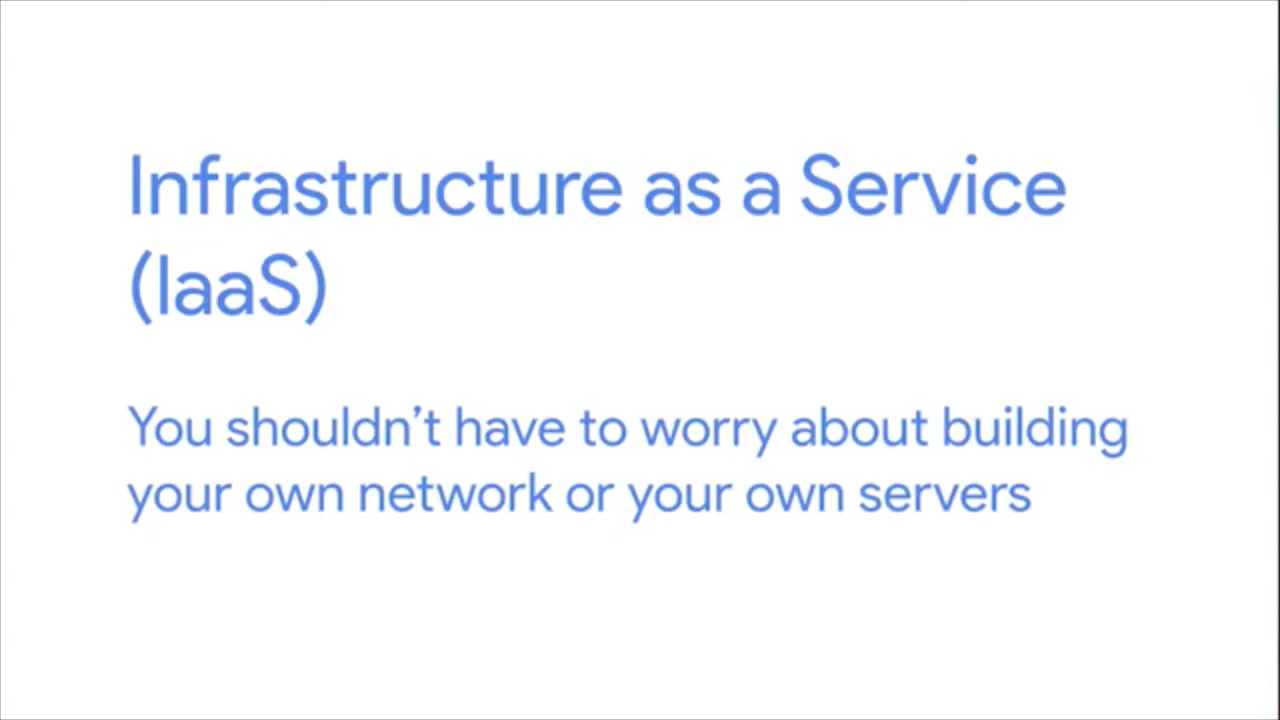 Infrastructure as a Service
(IaaS)
You shouldn’t have to worry about building
your own network or your own servers